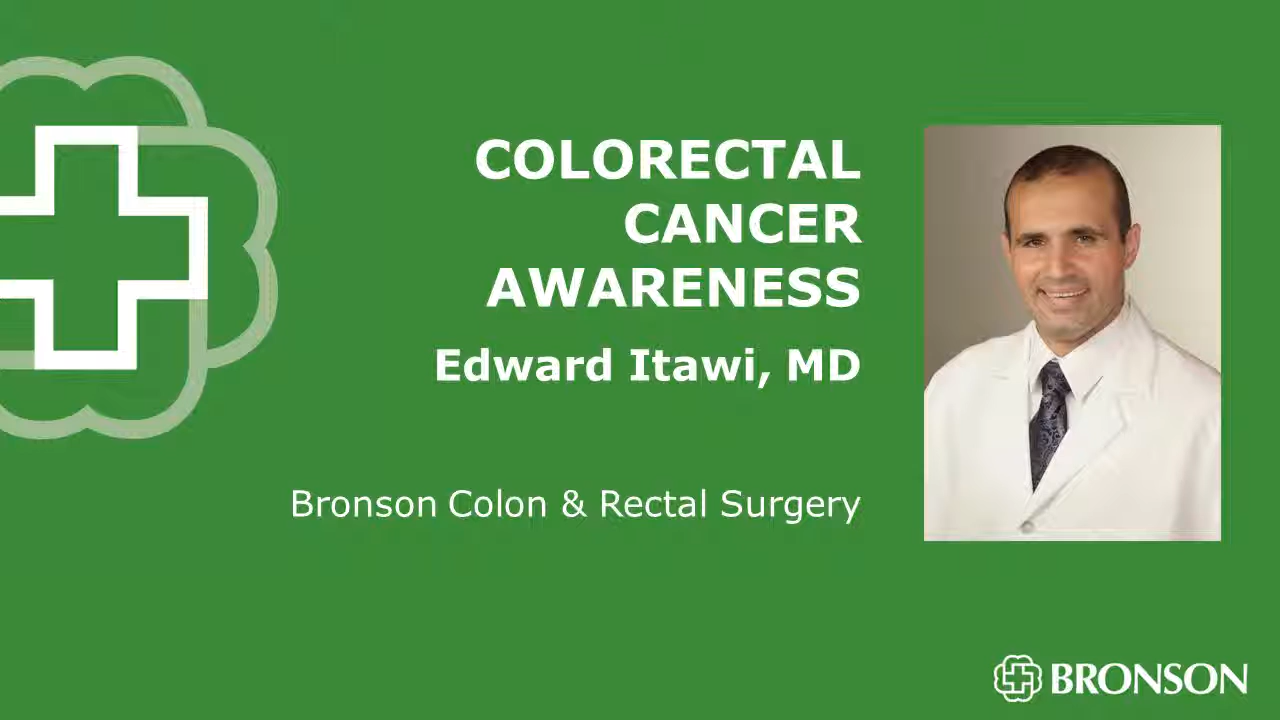 COLORECTAL
CANCER
AWARENESS
Edward Itawi, MD
Bronson Colon & Rectal Surgery
BRONSON